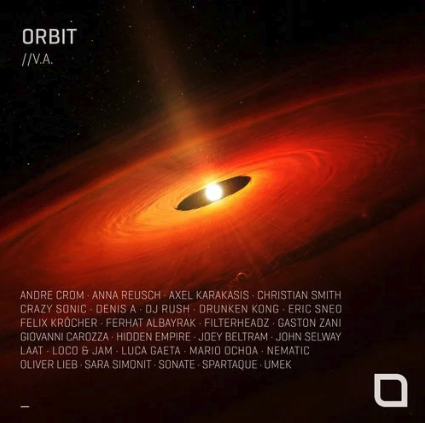 ORBIT
//V.A.
ANDRE CROM · ANNA REUSCH · AXEL KARAKASIS · CHRISTIAN SMITH
CRAZY SONIC · DENIS A · DJ RUSH · DRUNKEN KONG · ERIC SNEO
FELIX KRÖCHER · FERHAT ALBAYRAK · FILTERHEADZ · GASTON ZANI
GIOVANNI CAROZZA · HIDDEN EMPIRE · JOEY BELTRAM · JOHN SELWAY
LAAT · LOCO & JAM · LUCA GAETA · MARIO OCHOA · NEMATIC
OLIVER LIEB · SARA SIMONIT · SONATE · SPARTAQUE · UMEK